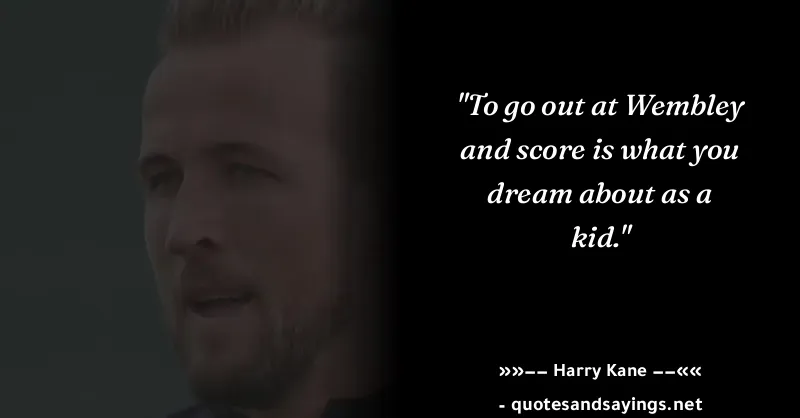 "To go out at Wembley
and score is what you
dream about as a
kid."
»»−− Harry Kane −−««
- quotesandsayings.net